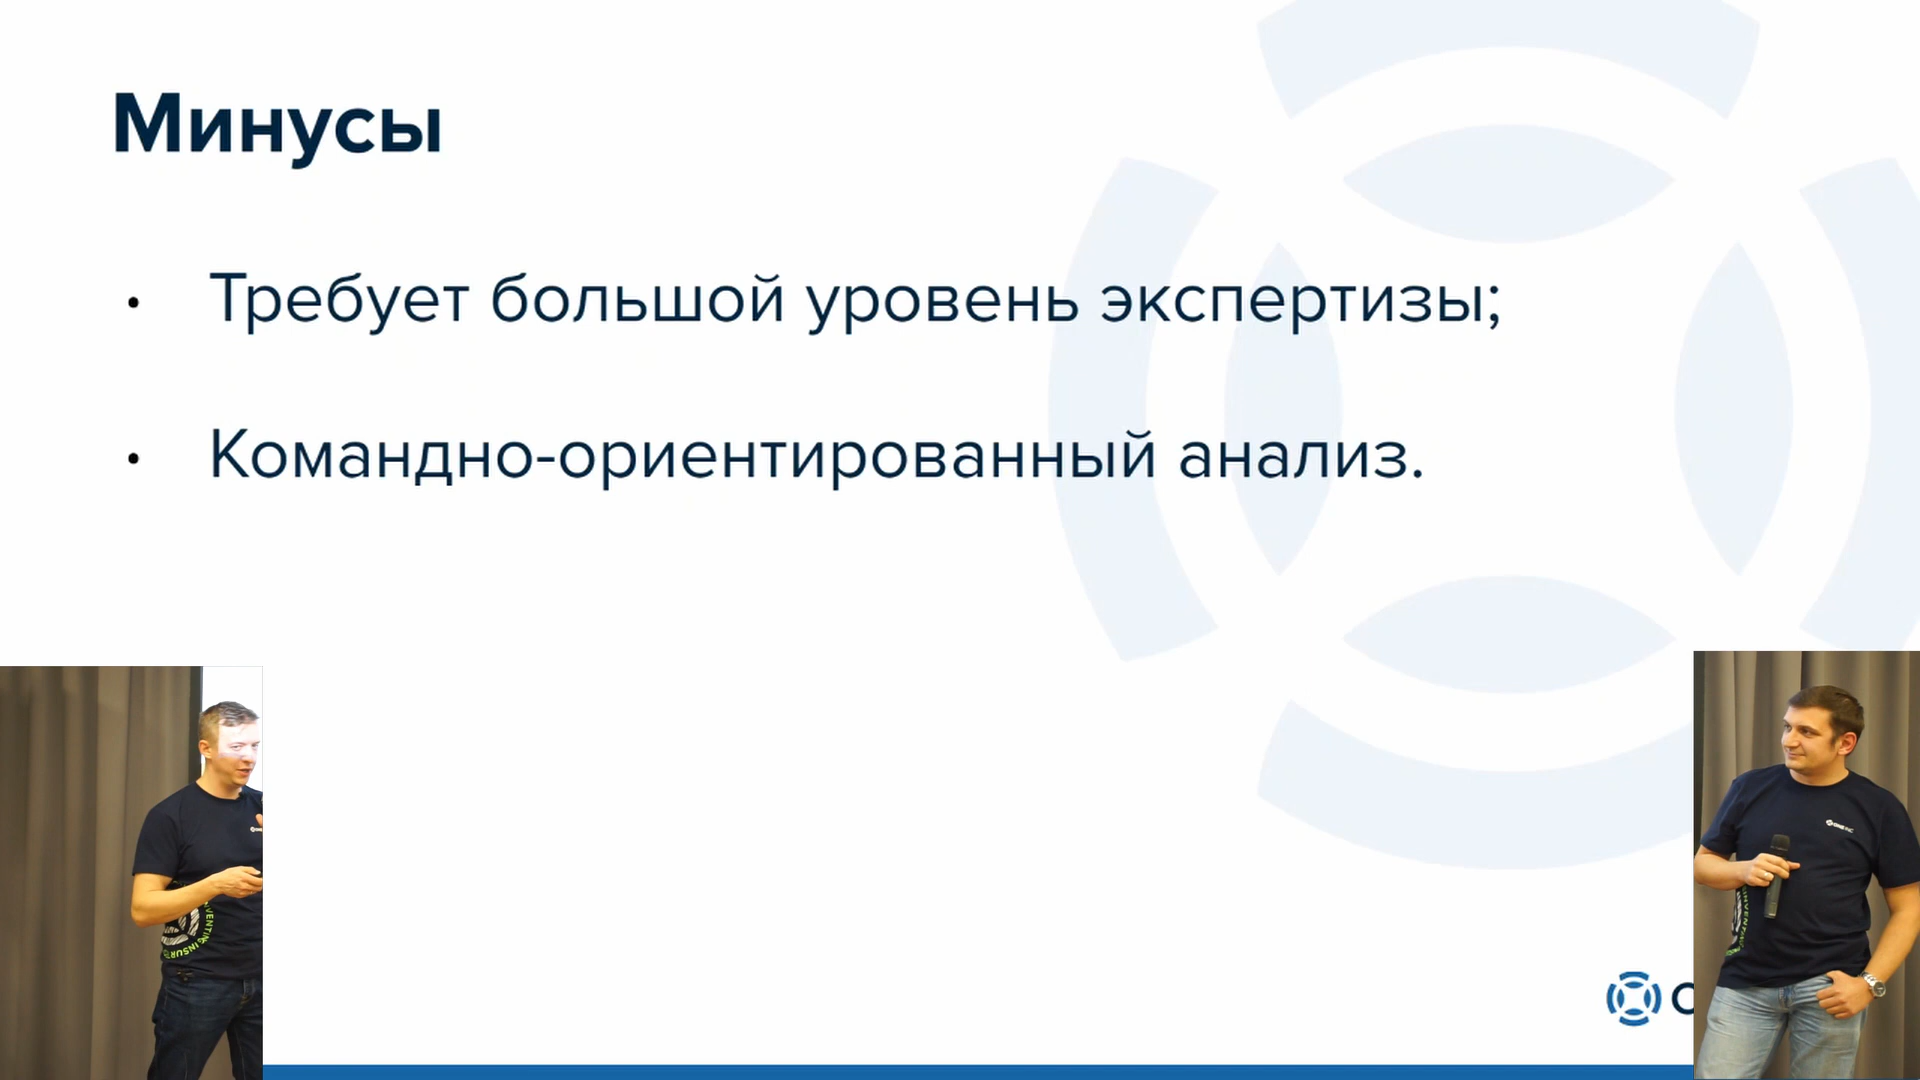 Минусы
• Требует большой уровень экспертизы;
• Командно-ориентированный анализ.